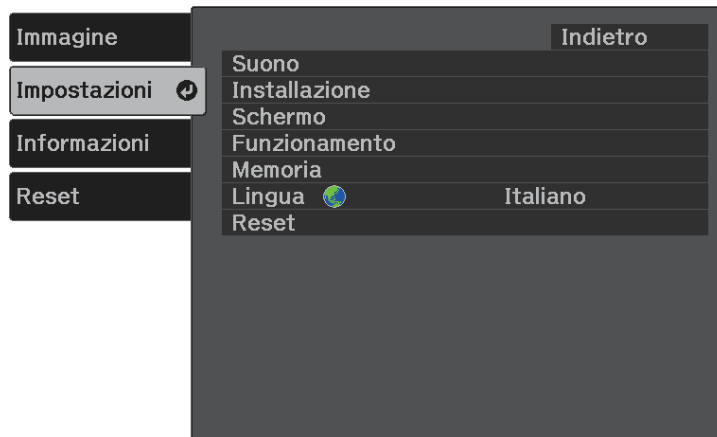 Immagine
Impostazioni
Informazioni
Reset
Indietro
Suono
Installazione
Schermo
Funzionamento
Memoria
Lingua Italiano
Reset